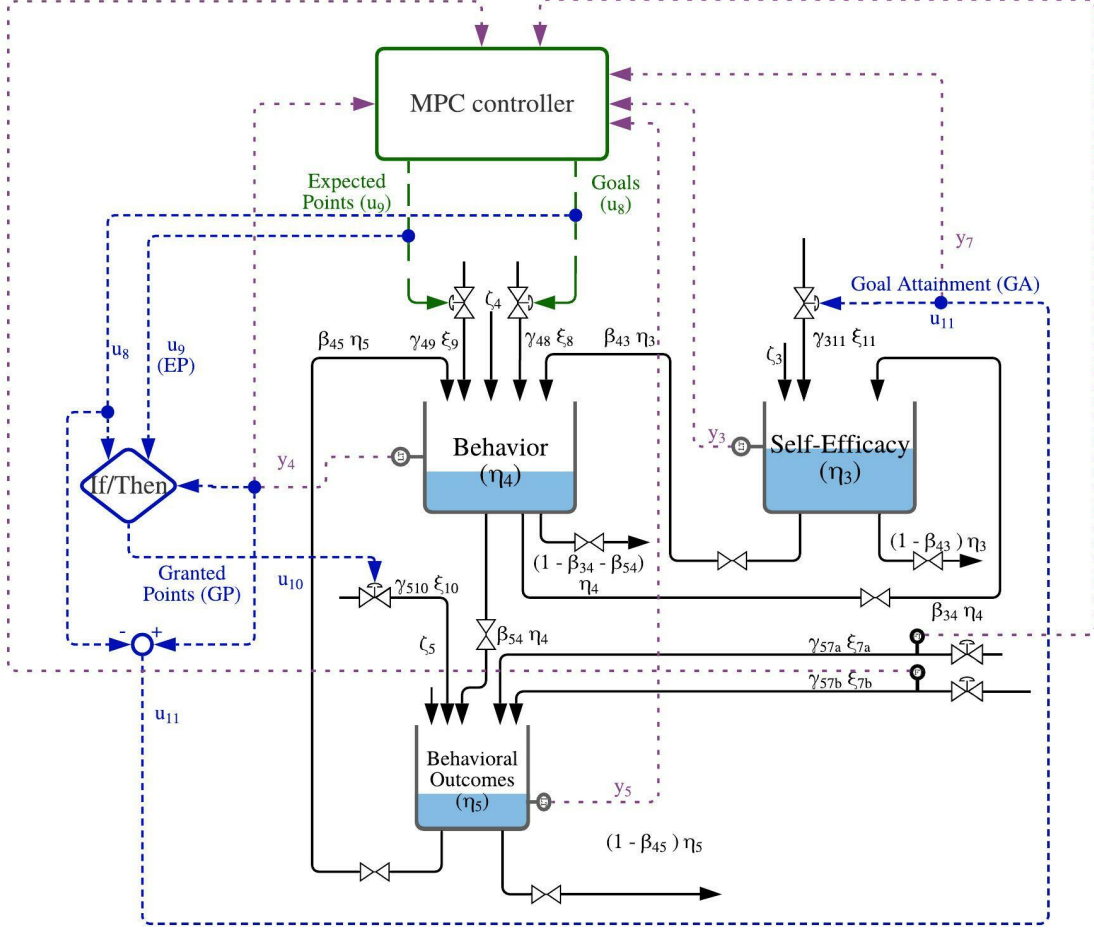 MPC controller
Expected
Points (u₉)
Goals
(u₈)
y₇
Goal Attainment (GA)
u₁₁
ζ₄
u₈
u₉
(EP)
β₄₅ η₅
γ₄₉ ξ₉
γ₄₈ ξ₈
β₄₃ η₃
ζ₃
γ₃₁₁ ξ₁₁
Behavior
(η₄)
Self-Efficacy
(η₃)
y₃
y₄
If/Then
(1 - β₄₃ ) η₃
(1 - β₃₄ - β₅₄)
η₄
Granted
Points (GP)
u₁₀
γ₅₁₀ ξ₁₀
β₃₄ η₄
- +
ζ₅
β₅₄ η₄
γ₅₇ₐ ξ₇ₐ
γ₅₇b ξ₇b
u₁₁
Behavioral
Outcomes
(η₅)
y₅
(1 - β₄₅ ) η₅